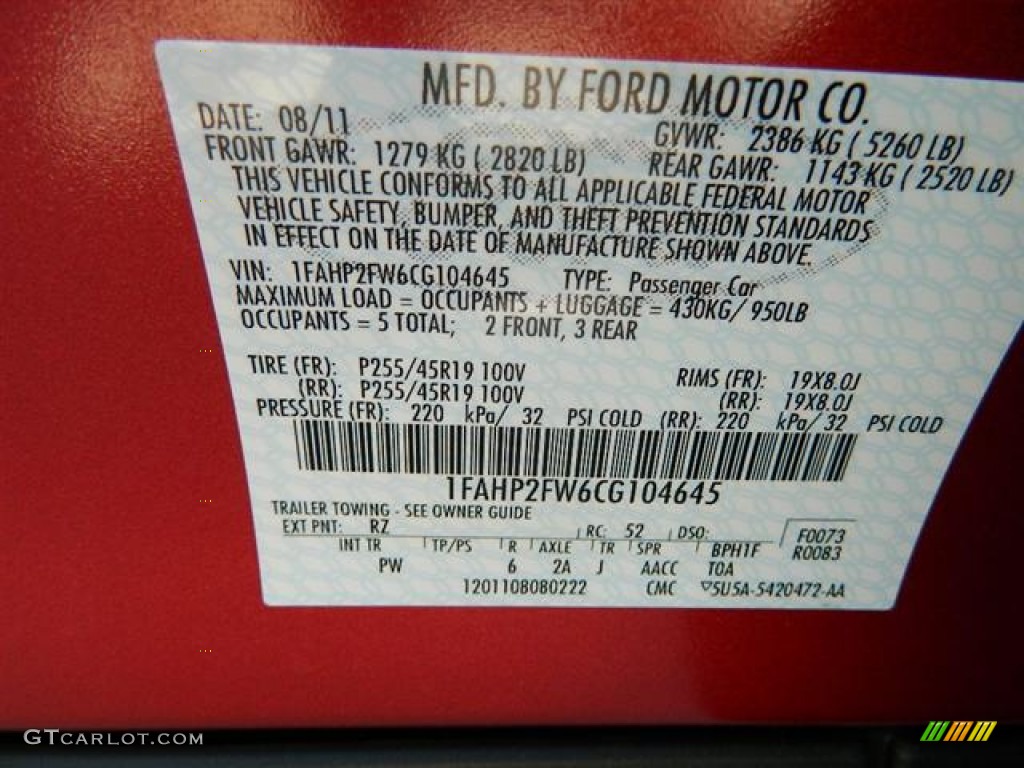 MFD. BY FORD MOTOR CO.
DATE: 08/11 GVWR: 2386 KG ( 5260 LB)
FRONT GAWR: 1279 KG ( 2820 LB) REAR GAWR: 1143 KG ( 2520 LB)
THIS VEHICLE CONFORMS TO ALL APPLICABLE FEDERAL MOTOR
VEHICLE SAFETY, BUMPER, AND THEFT PREVENTION STANDARDS
IN EFFECT ON THE DATE OF MANUFACTURE SHOWN ABOVE.
VIN: 1FAHP2FW6CG104645 TYPE: Passenger Car
MAXIMUM LOAD = OCCUPANTS + LUGGAGE = 430KG/ 950LB
OCCUPANTS = 5 TOTAL; 2 FRONT, 3 REAR
TIRE (FR): P255/45R19 100V RIMS (FR): 19X8.0J
(RR): P255/45R19 100V (RR): 19X8.0J
PRESSURE (FR): 220 kPa/ 32 PSI COLD (RR): 220 kPa/ 32 PSI COLD
1FAHP2FW6CG104645
TRAILER TOWING - SEE OWNER GUIDE
EXT PNT: RZ RC: 52 DSO: F0073
INT TR TP/PS R AXLE TR SPR BPH1F R0083
PW 6 2A J AACC TOA
1201108080222 CMC 5U5A-5420472-AA
GTCARLOT.COM